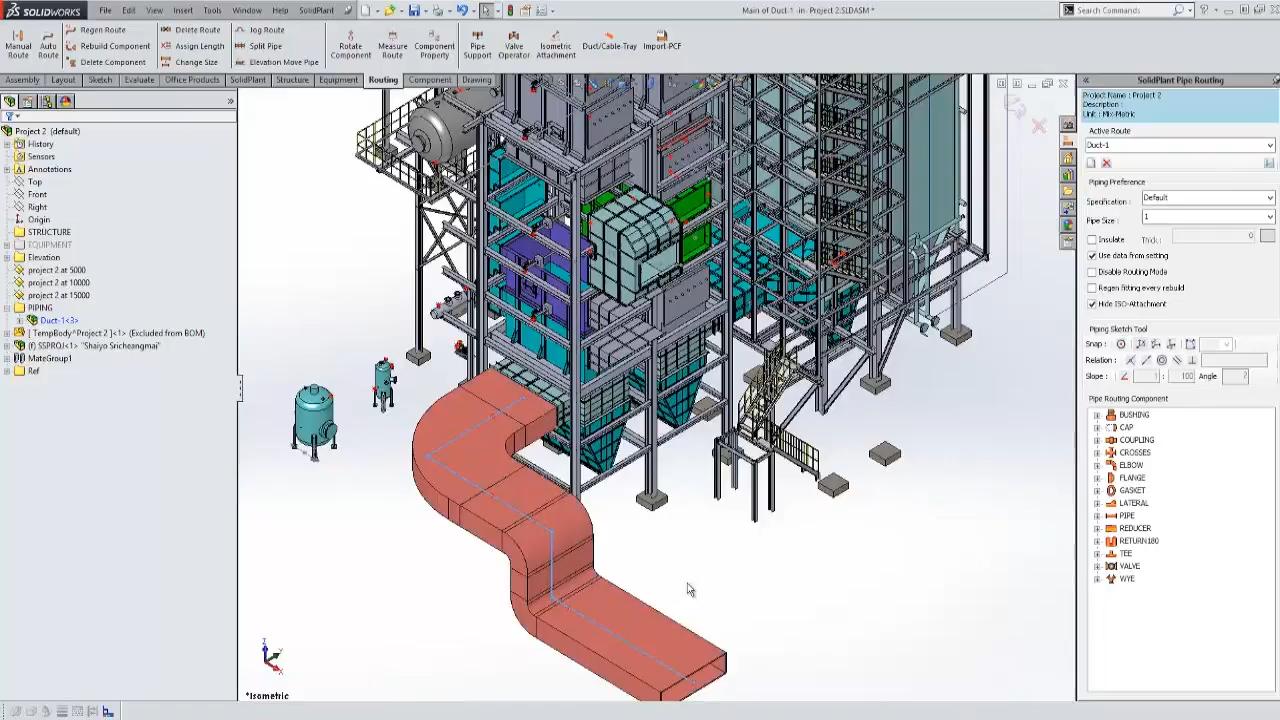 SOLIDWORKS
File Edit View Insert Tools Window Help SolidPlant
Main of Duct-1 -in- Project 2.SLDASM *
Search Commands
Manual Route
Auto Route
Regen Route
Rebuild Component
Delete Component
Delete Route
Assign Length
Change Size
Jog Route
Split Pipe
Elevation Move Pipe
Rotate Component
Measure Route
Component Property
Pipe Support
Valve Operator
Isometric Attachment
Duct/Cable-Tray
Import-PCF
Assembly Layout Sketch Evaluate Office Products SolidPlant Structure Equipment Routing Component Drawing
Project 2 (default)
History
Sensors
Annotations
Top
Front
Right
Origin
STRUCTURE
EQUIPMENT
Elevation
project 2 at 5000
project 2 at 10000
project 2 at 15000
PIPING
Duct-1<3>
[ TempBody^Project 2 ]<1> (Excluded from BOM)
(f) SSPROJ<1> "Shaiyo Sricheangmai"
MateGroup1
Ref
*Isometric
SolidPlant Pipe Routing
Project Name : Project 2
Description :
Unit : Mix-Metric
Active Route
Duct-1
Piping Preference
Specification : Default
Pipe Size : 1
Insulate Thick: 0
Use data from setting
Disable Routing Mode
Regen fitting every rebuild
Hide ISO-Attachment
Piping Sketch Tool
Snap :
Relation :
Slope : 1 : 100 Angle ?
Pipe Routing Component
BUSHING
CAP
COUPLING
CROSSES
ELBOW
FLANGE
GASKET
LATERAL
PIPE
REDUCER
RETURN180
TEE
VALVE
WYE